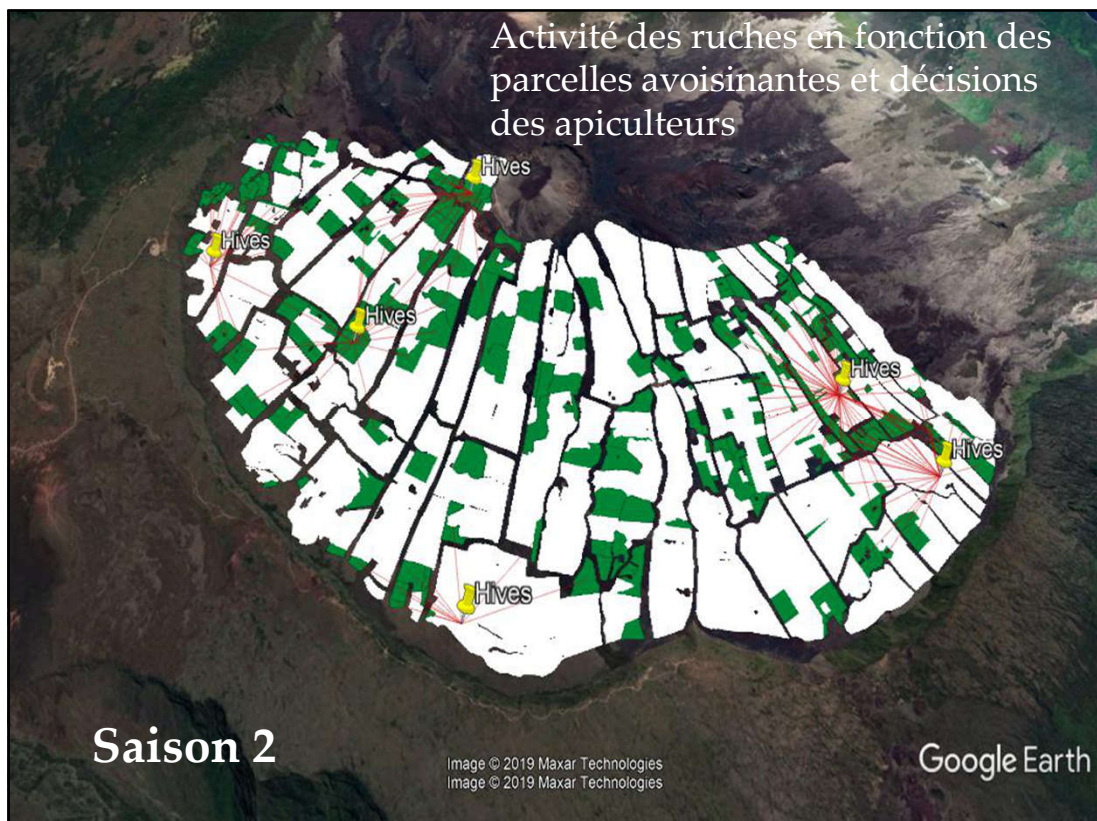 Activité des ruches en fonction des
parcelles avoisinantes et décisions
des apiculteurs
Hives
Hives
Hives
Hives
Hives
Hives
Saison 2
Image © 2019 Maxar Technologies
Image © 2019 Maxar Technologies
Google Earth